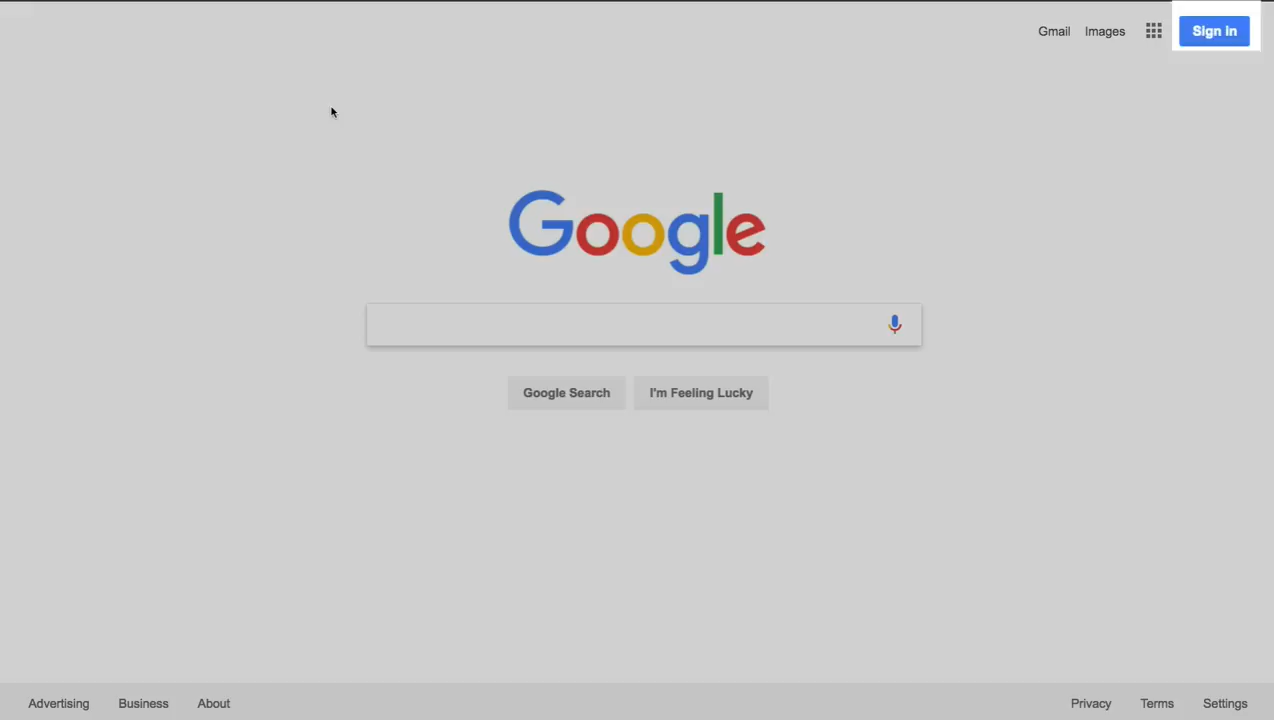 Gmail Images Sign in
Google
Google Search I'm Feeling Lucky
Advertising Business About Privacy Terms Settings